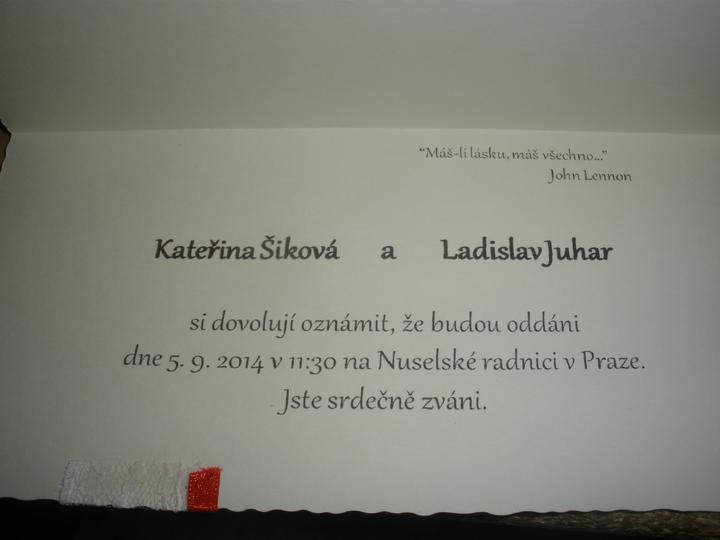 “Máš-li lásku, máš všechno...”
John Lennon
Kateřina Šiková a Ladislav Juhar
si dovolují oznámit, že budou oddáni
dne 5. 9. 2014 v 11:30 na Nuselské radnici v Praze.
Jste srdečně zváni.